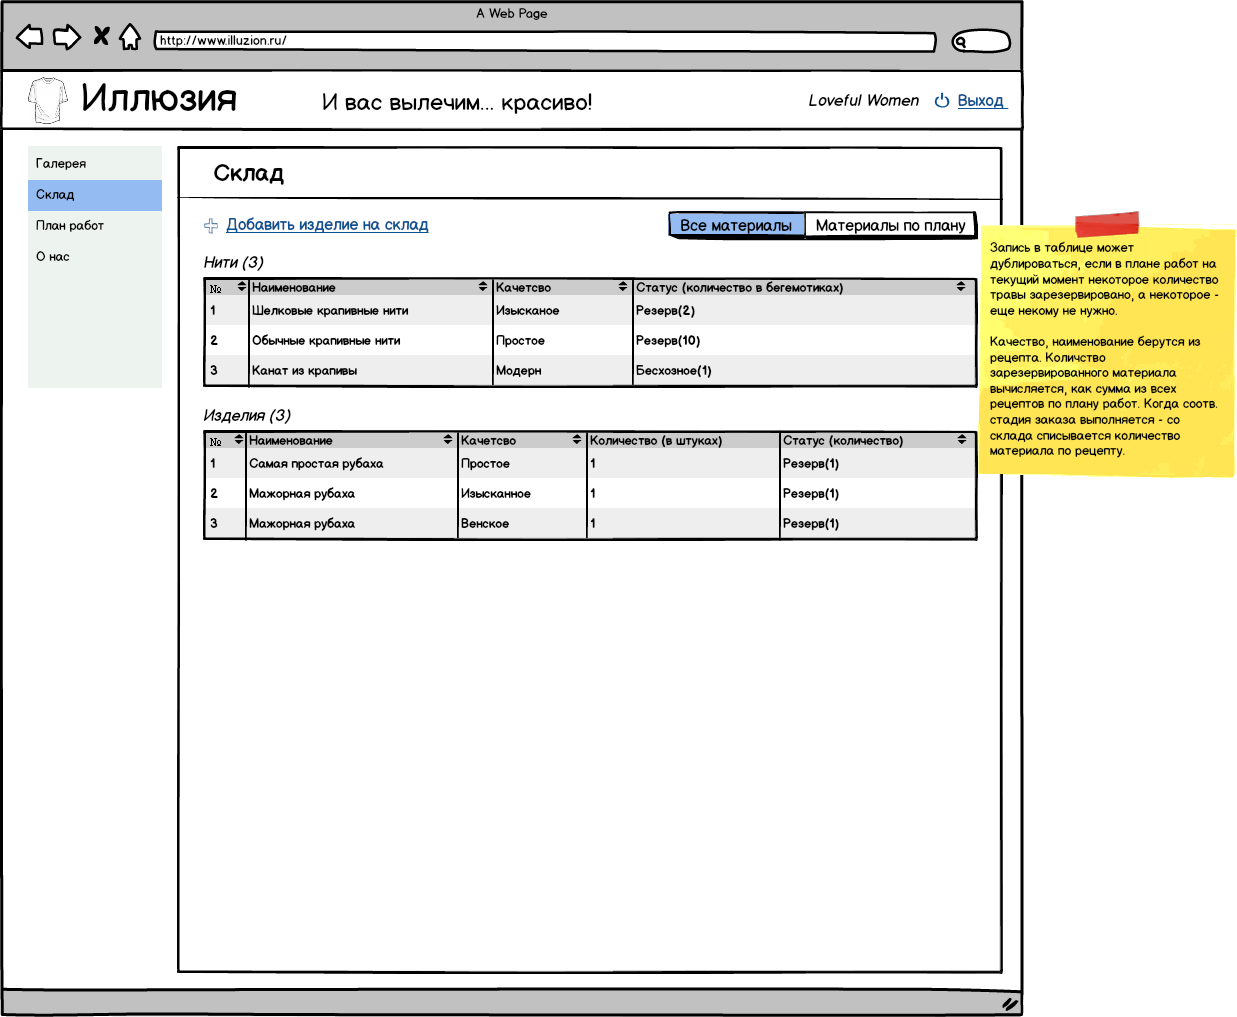 A Web Page
http://www.illuzion.ru/
Иллюзия
И вас вылечим... красиво!
Loveful Women
Выход
Галерея
Склад
План работ
О нас
Склад
Добавить изделие на склад
Все материалы
Материалы по плану
Нити (3)
№ Наименование Качетсво Статус (количество в бегемотиках)
1 Шелковые крапивные нити Изысканое Резерв(2)
2 Обычные крапивные нити Простое Резерв(10)
3 Канат из крапивы Модерн Бесхозное(1)
Изделия (3)
№ Наименование Качетсво Количество (в штуках) Статус (количество)
1 Самая простая рубаха Простое 1 Резерв(1)
2 Мажорная рубаха Изысканное 1 Резерв(1)
3 Мажорная рубаха Венское 1 Резерв(1)
Запись в таблице может
дублироваться, если в плане работ на
текущий момент некоторое количество
травы зарезервировано, а некоторое -
еще некому не нужно.
Качество, наименование берутся из
рецепта. Количство
зарезервированного материала
вычисляется, как сумма из всех
рецептов по плану работ. Когда соотв.
стадия заказа выполняется - со
склада списывается количество
материала по рецепту.